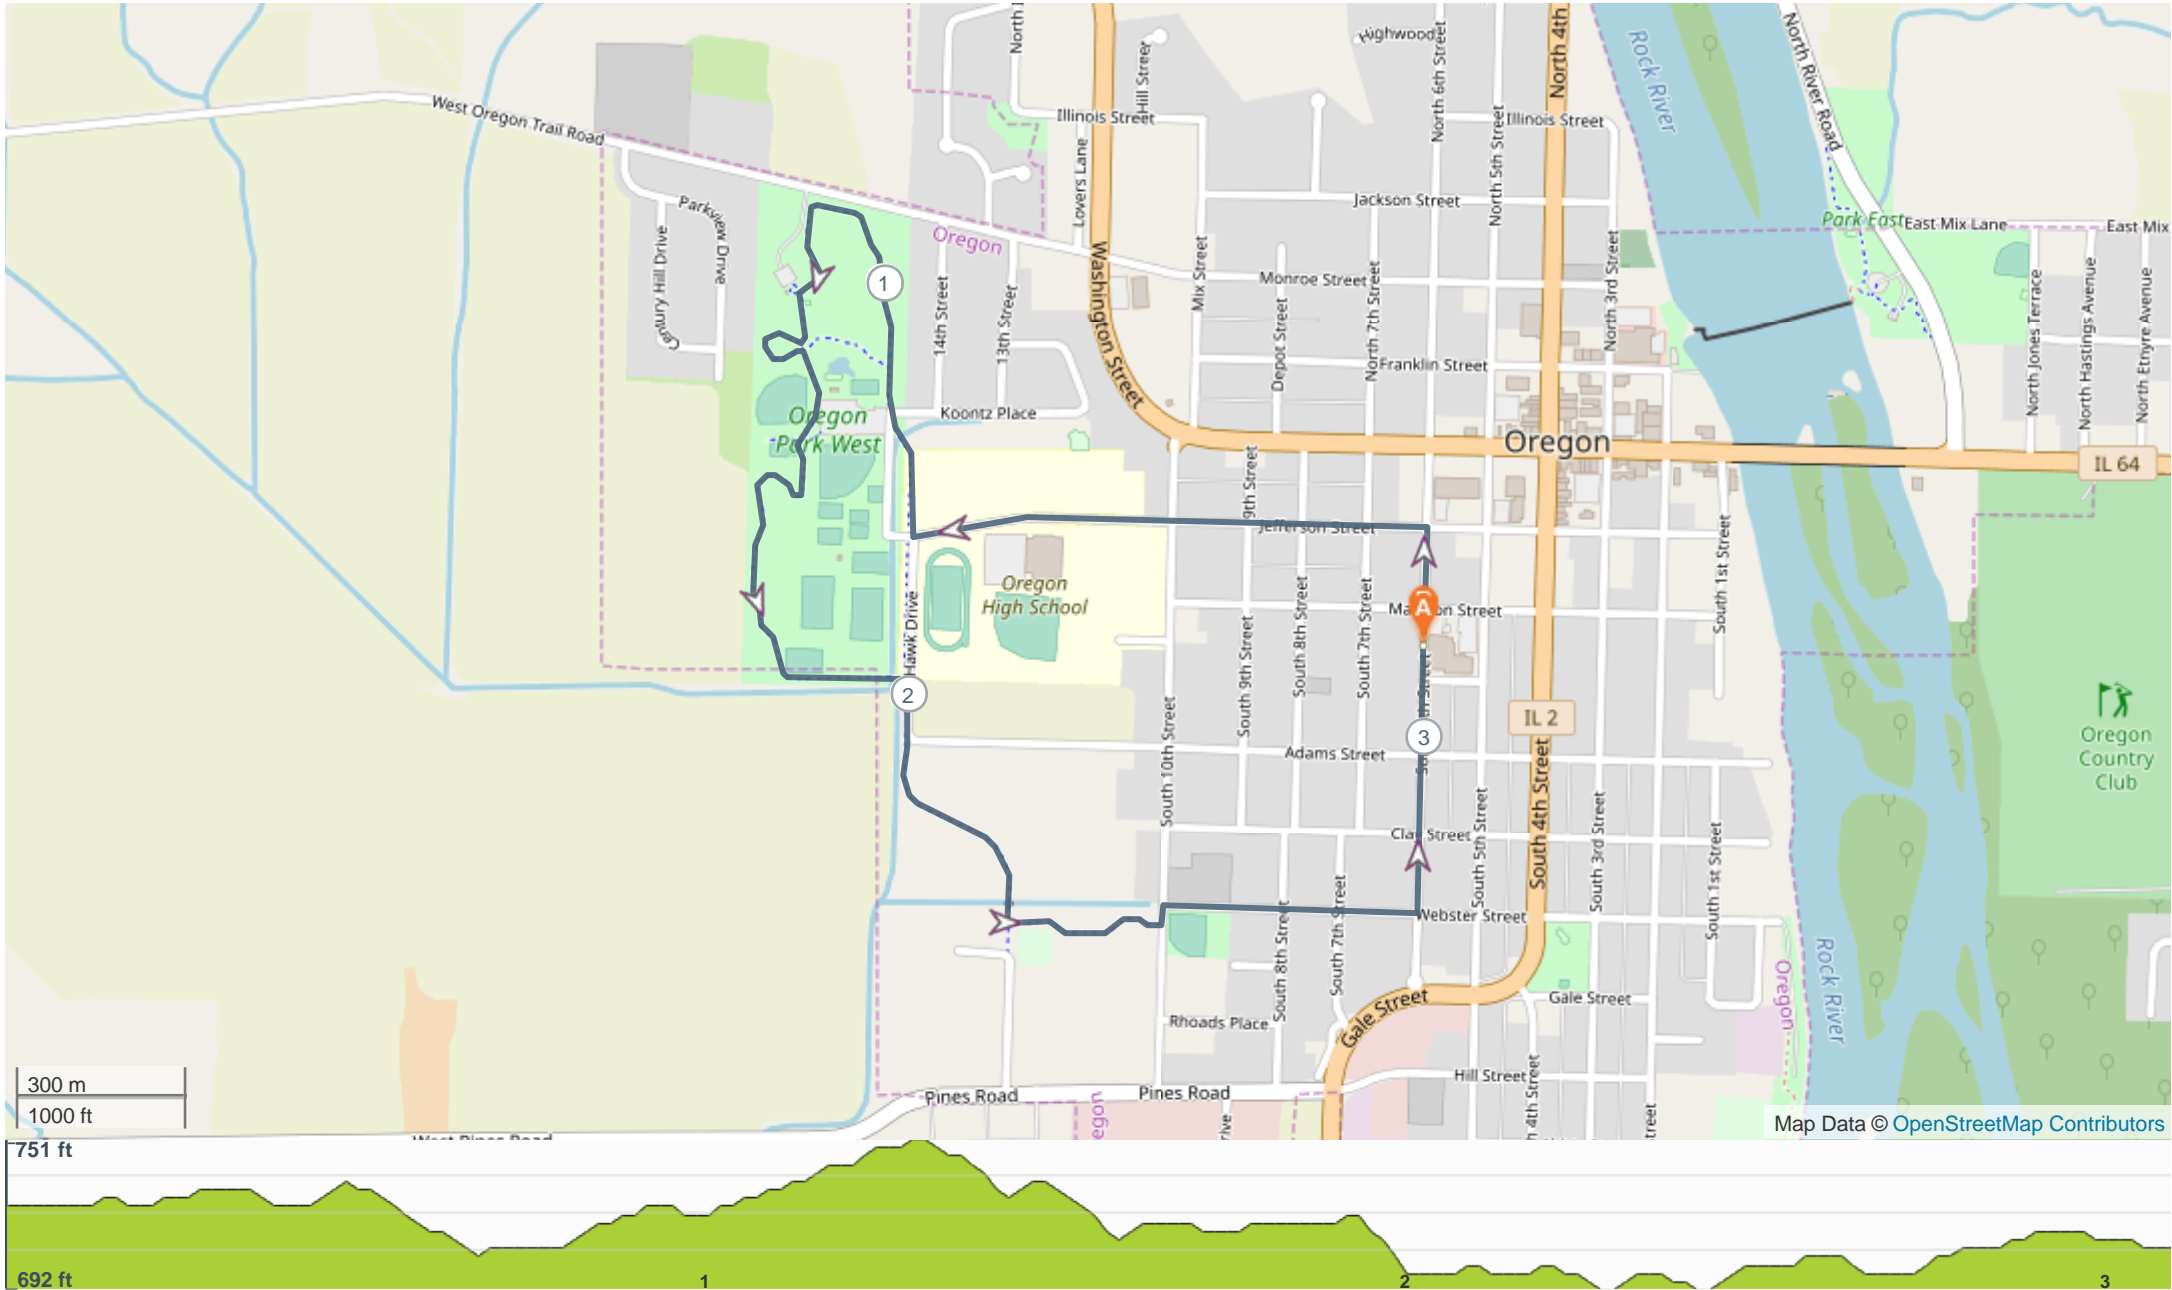 North 4th
Highwood
North 6th Street
Hill Street
Rock River
North River Road
West Oregon Trail Road
Illinois Street
Illinois Street
North 5th Street
Lovers Lane
Jackson Street
Parkview Drive
Park East
East Mix Lane
East Mix
Oregon
Century Hill Drive
1
14th Street
13th Street
Washington Street
Mix Street
Monroe Street
Depot Street
North 7th Street
North 3rd Street
North Jones Terrace
North Hastings Avenue
North Etnyre Avenue
Franklin Street
Koontz Place
Oregon
Park West
Oregon
IL 64
9th Street
Jefferson Street
South 1st Street
Oregon
High School
A
Hawk Drive
South 9th Street
South 8th Street
South 7th Street
2
IL 2
3
Oregon
Country
Club
South 10th Street
Adams Street
Clay Street
South 5th Street
South 4th Street
South 3rd Street
South 1st Street
Webster Street
South 8th Street
South 7th Street
Rock River
Oregon
Gale Street
Gale Street
Rhoads Place
Hill Street
300 m
1000 ft
Pines Road
Pines Road
Map Data © OpenStreetMap Contributors
West Pines Road
751 ft
692 ft
1
2
3